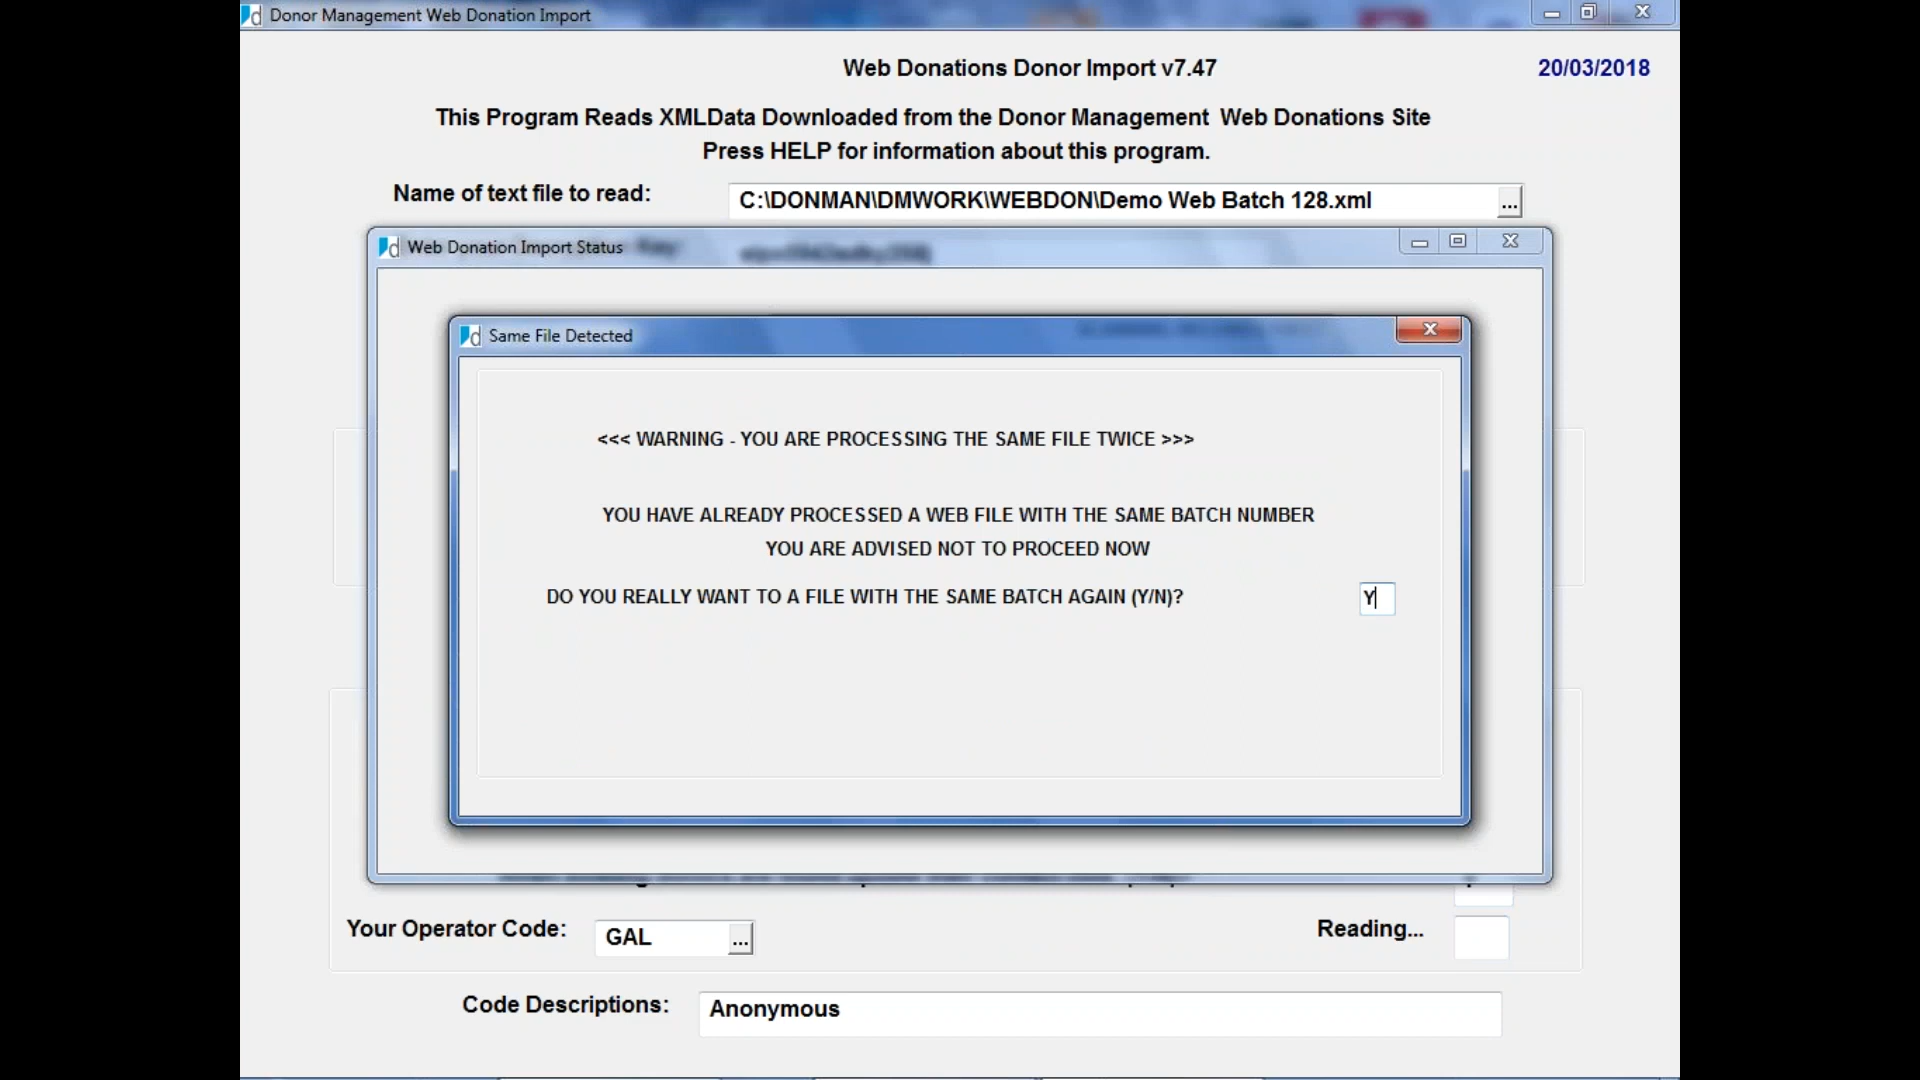 Donor Management Web Donation Import
Web Donations Donor Import v7.47
20/03/2018
This Program Reads XMLData Downloaded from the Donor Management Web Donations Site
Press HELP for information about this program.
Name of text file to read:
C:\DONMAN\DMWORK\WEBDON\Demo Web Batch 128.xml
...
Web Donation Import Status
Same File Detected
<<< WARNING - YOU ARE PROCESSING THE SAME FILE TWICE >>>
YOU HAVE ALREADY PROCESSED A WEB FILE WITH THE SAME BATCH NUMBER
YOU ARE ADVISED NOT TO PROCEED NOW
DO YOU REALLY WANT TO A FILE WITH THE SAME BATCH AGAIN (Y/N)?
Y
Your Operator Code:
GAL
...
Reading...
Code Descriptions:
Anonymous